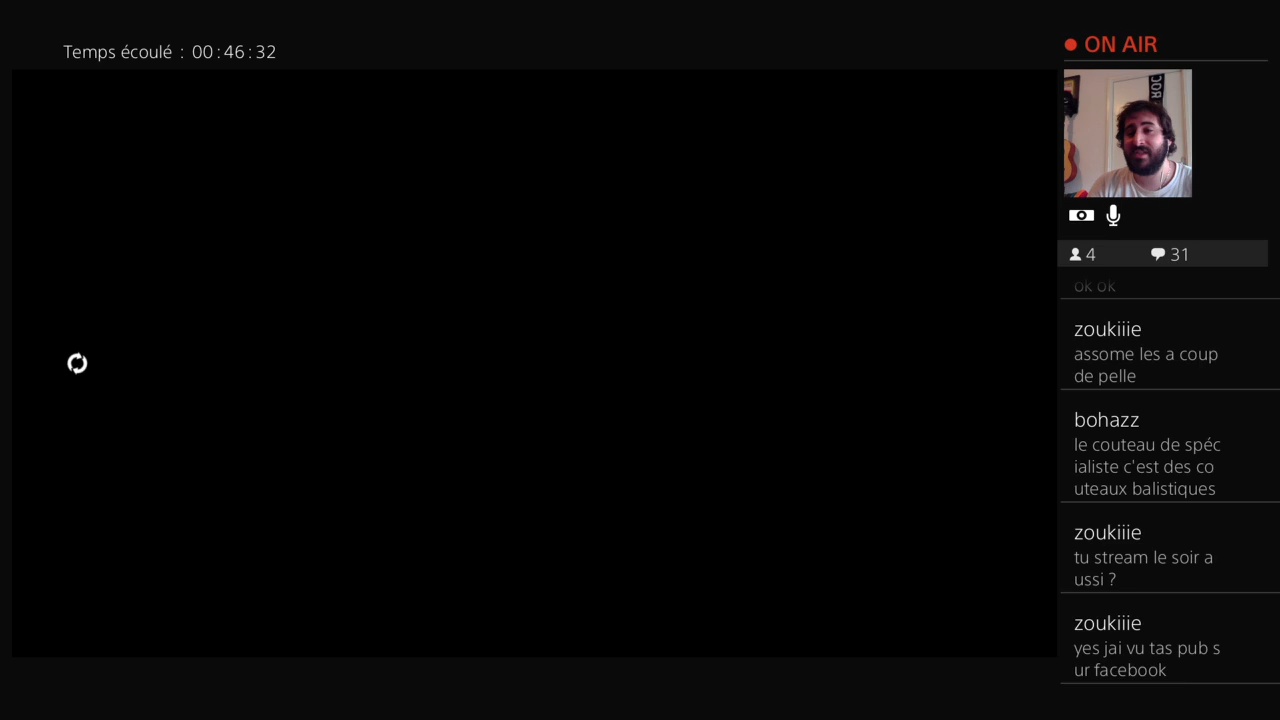 Temps écoulé : 00:46:32
ON AIR
ROC
4 31
ok ok
zoukiiie
assome les a coup
de pelle
bohazz
le couteau de spéc
ialiste c'est des co
uteaux balistiques
zoukiiie
tu stream le soir a
ussi ?
zoukiiie
yes jai vu tas pub s
ur facebook